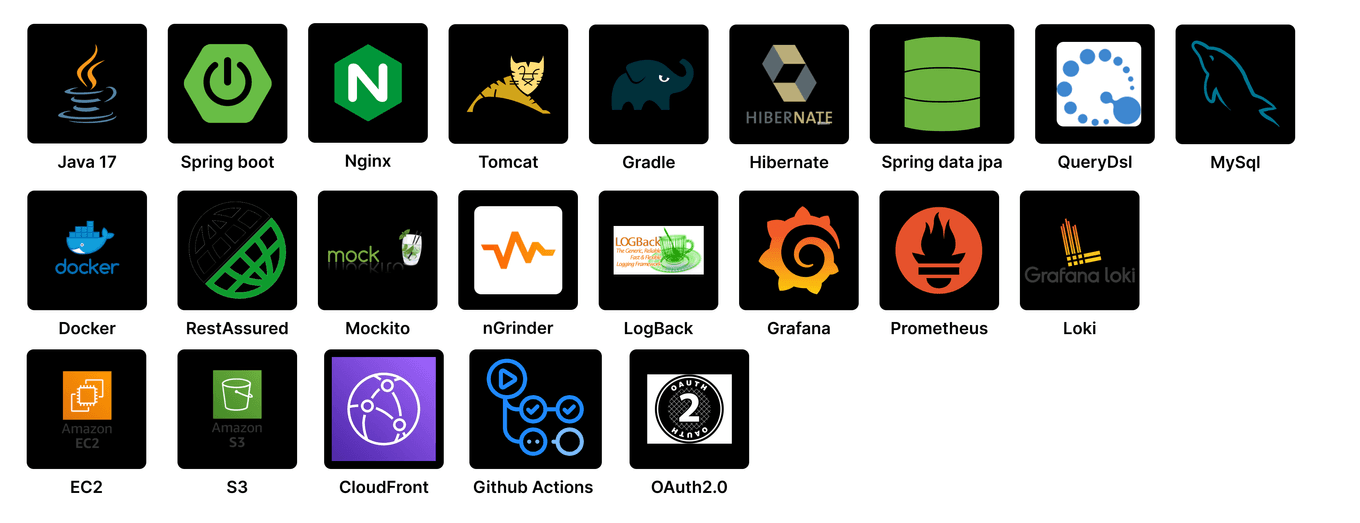 HIBERNATE
Java 17
Spring boot
Nginx
Tomcat
Gradle
Hibernate
Spring data jpa
QueryDsl
MySql
docker
mock
LOGBack
The Generic, Reliable
Fast & Flexible
Logging Framework
Grafana loki
Docker
RestAssured
Mockito
nGrinder
LogBack
Grafana
Prometheus
Loki
Amazon
EC2
Amazon
S3
OAUTH
2
OAUTH
EC2
S3
CloudFront
Github Actions
OAuth2.0